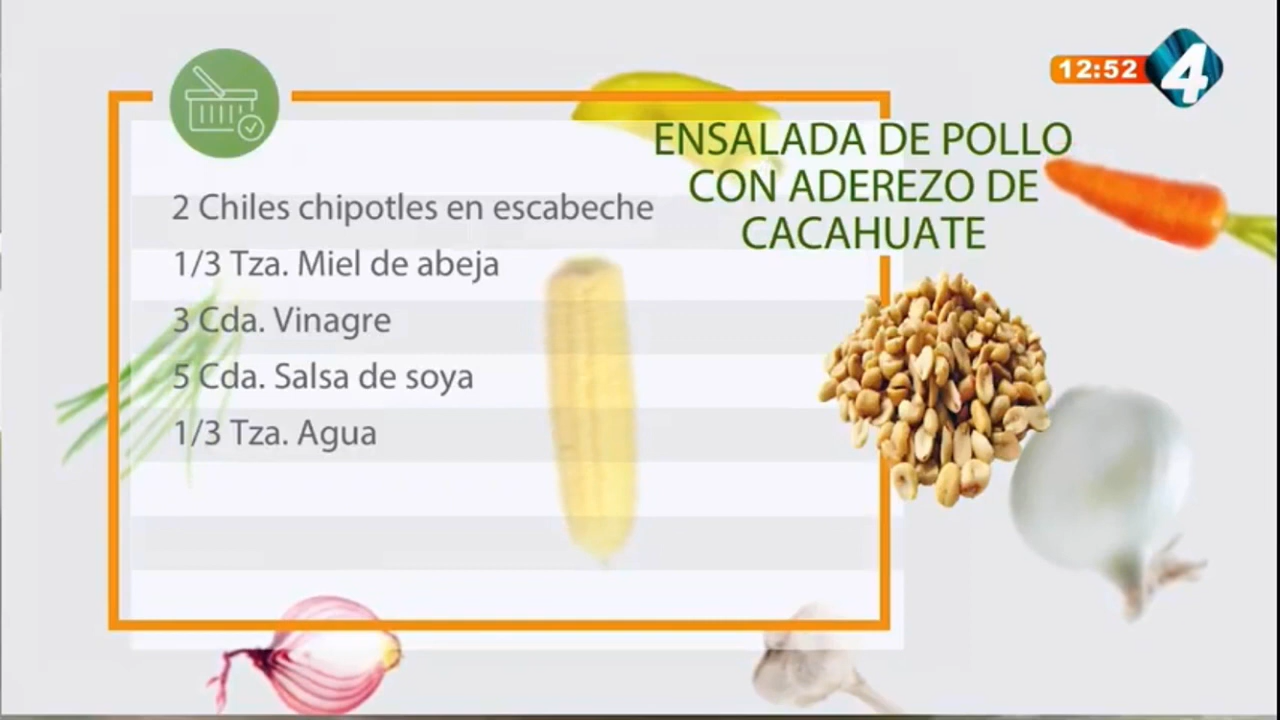 12:52
4
ENSALADA DE POLLO
CON ADEREZO DE
CACAHUATE
2 Chiles chipotles en escabeche
1/3 Tza. Miel de abeja
3 Cda. Vinagre
5 Cda. Salsa de soya
1/3 Tza. Agua